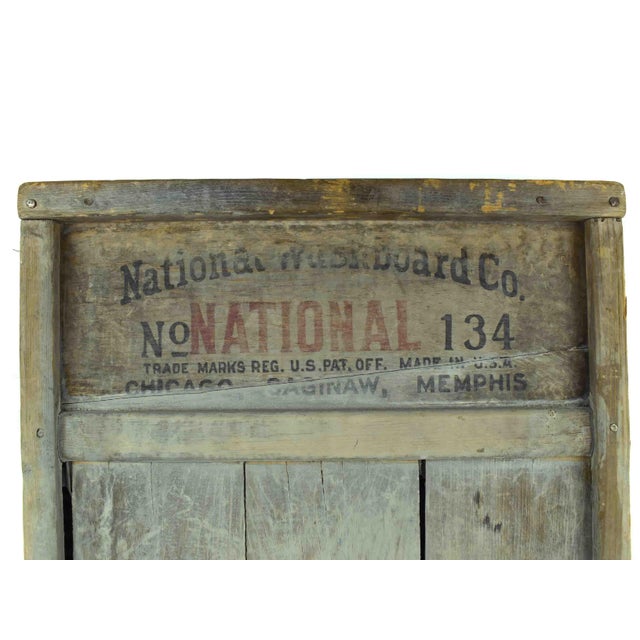 National Washboard Co.
No NATIONAL 134
TRADE MARKS REG. U.S. PAT. OFF. MADE IN U.S.A.
CHICAGO, SAGINAW, MEMPHIS